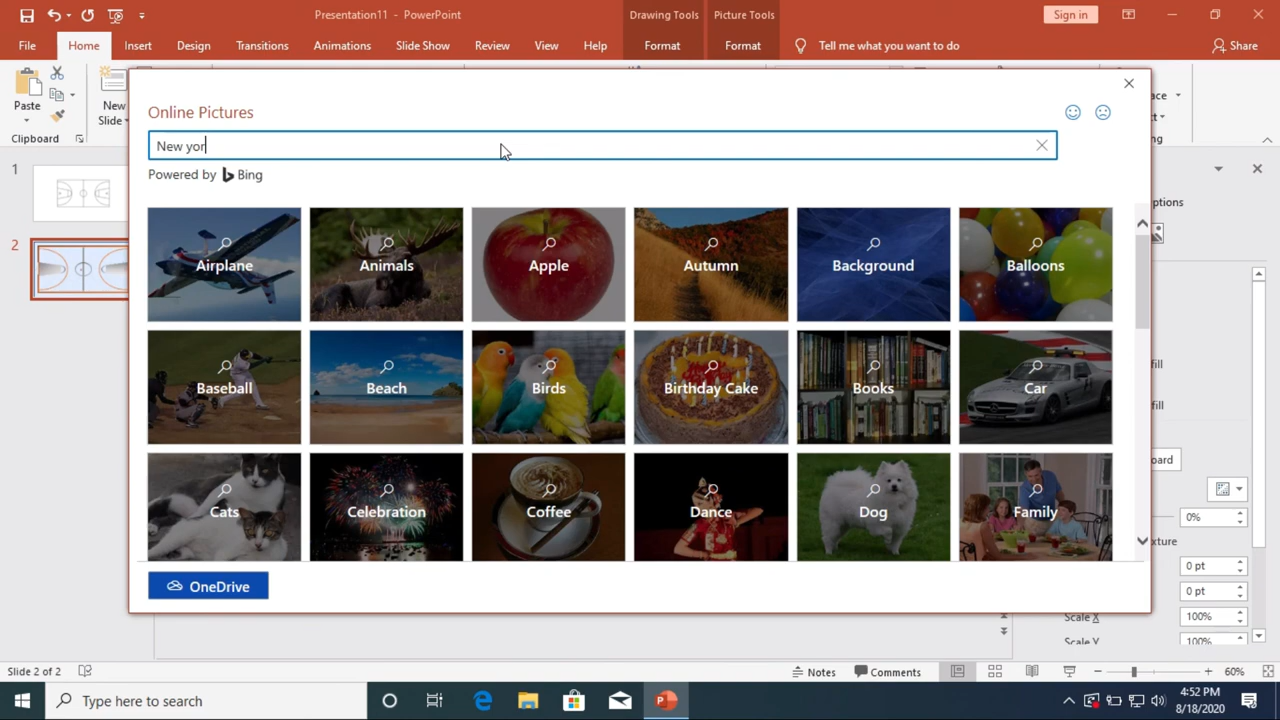 Presentation11 - PowerPoint
Drawing Tools
Picture Tools
Sign in
File
Home
Insert
Design
Transitions
Animations
Slide Show
Review
View
Help
Format
Format
Tell me what you want to do
Share
Paste
New
Slide
Clipboard
Online Pictures
New yor
Powered by Bing
Airplane
Animals
Apple
Autumn
Background
Balloons
Baseball
Beach
Birds
Birthday Cake
Books
Car
Cats
Celebration
Coffee
Dance
Dog
Family
OneDrive
1
2
ace
t
ng
ptions
fill
fill
oard
0%
xture
0 pt
0 pt
Scale X
100%
Scale Y
100%
Slide 2 of 2
Notes
Comments
60%
Type here to search
4:52 PM
8/18/2020